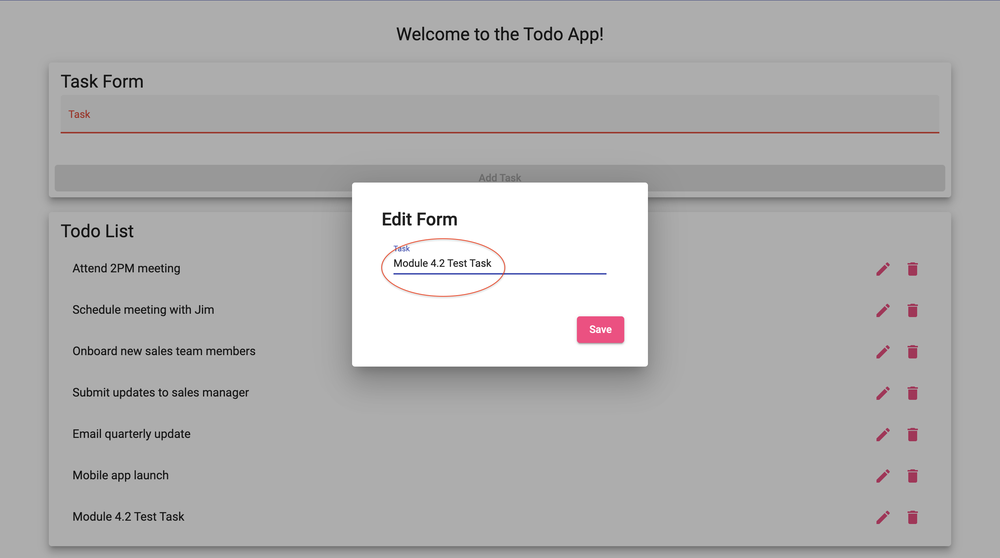 Welcome to the Todo App!
Task Form
Task
Add Task
Edit Form
Task
Module 4.2 Test Task
Save
Todo List
Attend 2PM meeting
Schedule meeting with Jim
Onboard new sales team members
Submit updates to sales manager
Email quarterly update
Mobile app launch
Module 4.2 Test Task